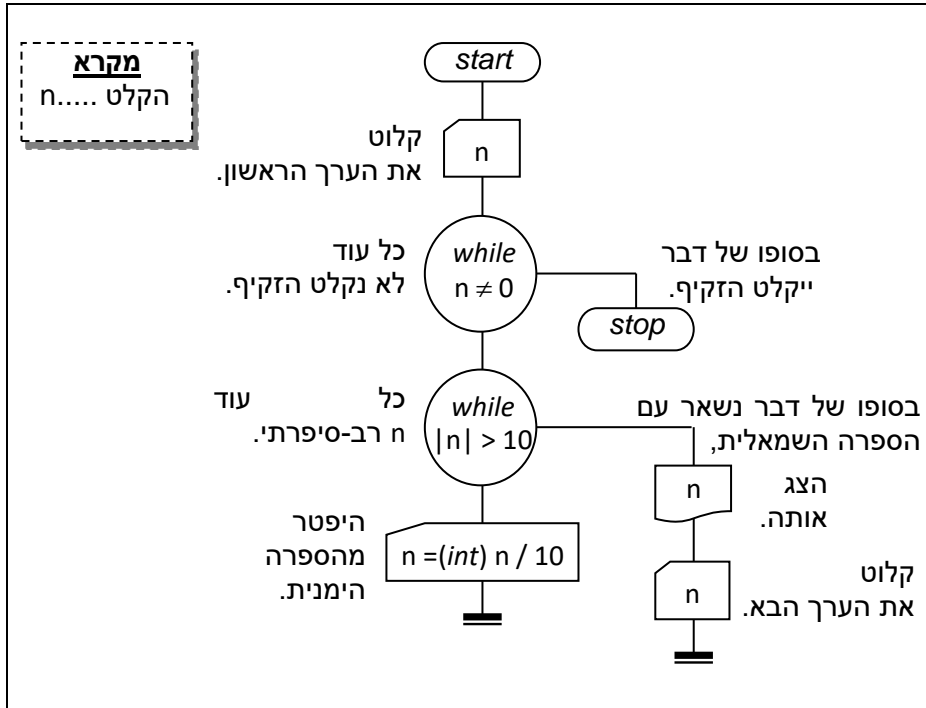 מקרא
הקלט .....n
start
קלוט
את הערך הראשון.
n
כל עוד
לא נקלט הזקיף.
while
n ≠ 0
בסופו של דבר
ייקלט הזקיף.
stop
כל עוד
n רב-סיפרתי.
while
|n| > 10
בסופו של דבר נשאר עם
הספרה השמאלית,
n
הצג
אותה.
היפטר
מהספרה
הימנית.
n =(int) n / 10
n
קלוט
את הערך הבא.